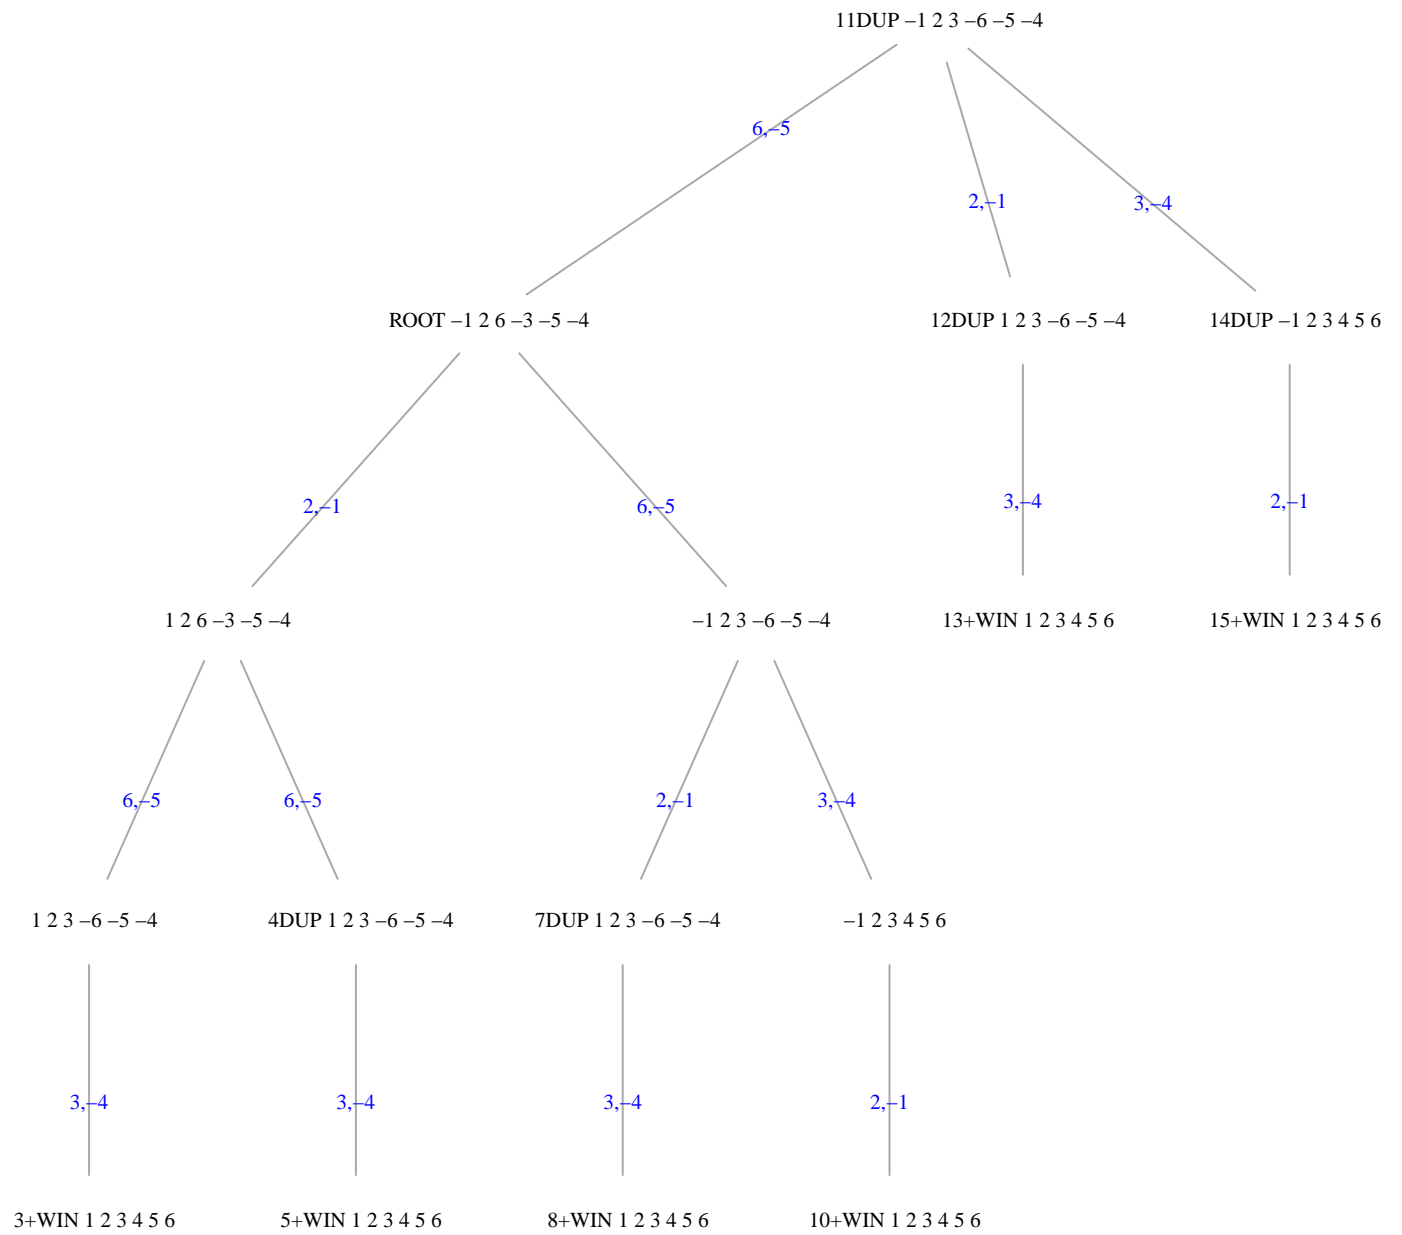 11DUP –1 2 3 –6 –5 –4
6,–5
2,–1
3,–4
ROOT –1 2 6 –3 –5 –4
12DUP 1 2 3 –6 –5 –4
14DUP –1 2 3 4 5 6
2,–1
6,–5
3,–4
2,–1
1 2 6 –3 –5 –4
–1 2 3 –6 –5 –4
13+WIN 1 2 3 4 5 6
15+WIN 1 2 3 4 5 6
6,–5
6,–5
2,–1
3,–4
1 2 3 –6 –5 –4
4DUP 1 2 3 –6 –5 –4
7DUP 1 2 3 –6 –5 –4
–1 2 3 4 5 6
3,–4
3,–4
3,–4
2,–1
3+WIN 1 2 3 4 5 6
5+WIN 1 2 3 4 5 6
8+WIN 1 2 3 4 5 6
10+WIN 1 2 3 4 5 6